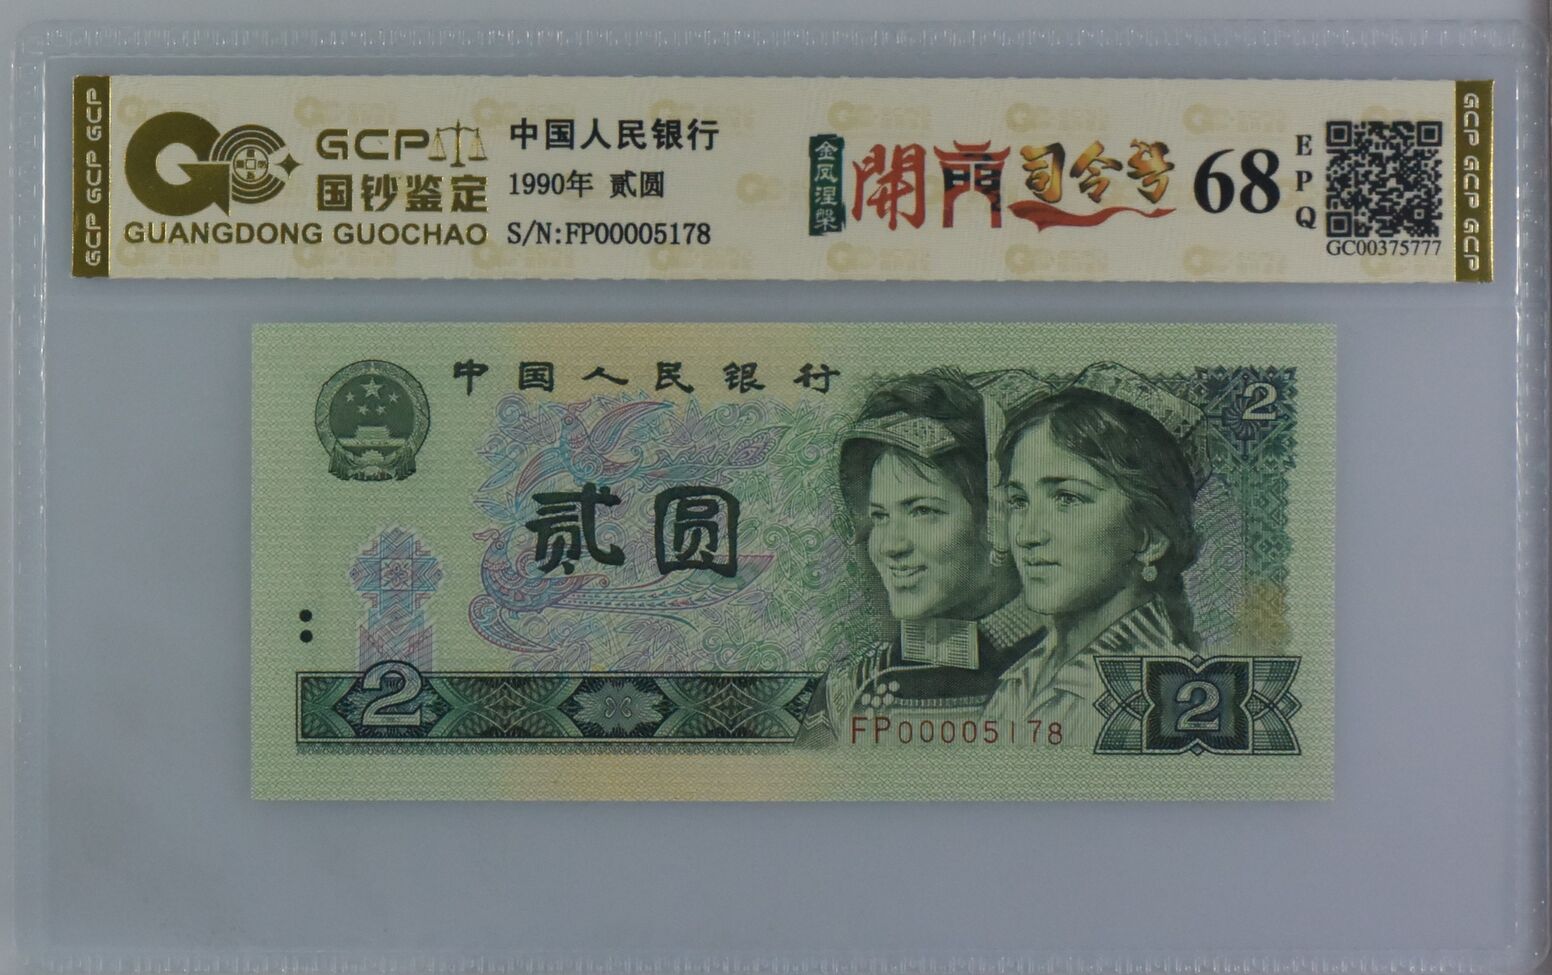 GCP GCP GCP
GCP
国钞鉴定
GUANGDONG GUOCHAO
中国人民银行
1990年 贰圆
S/N:FP00005178
金凤涅槃
開門司令号
68
EPQ
GC00375777
GCP GCP GCP
中国人民银行
2
贰圆
2
FP00005178
2